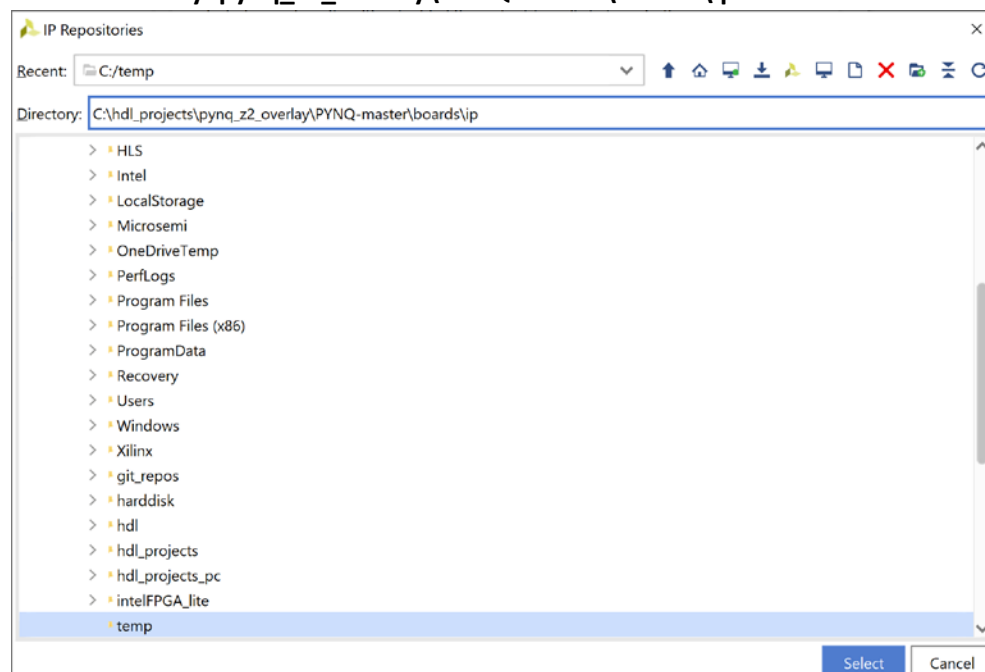 IP Repositories
Recent: C:/temp
Directory: C:\hdl_projects\pynq_z2_overlay\PYNQ-master\boards\ip
HLS
Intel
LocalStorage
Microsemi
OneDriveTemp
PerfLogs
Program Files
Program Files (x86)
ProgramData
Recovery
Users
Windows
Xilinx
git_repos
harddisk
hdl
hdl_projects
hdl_projects_pc
intelFPGA_lite
temp
Select Cancel